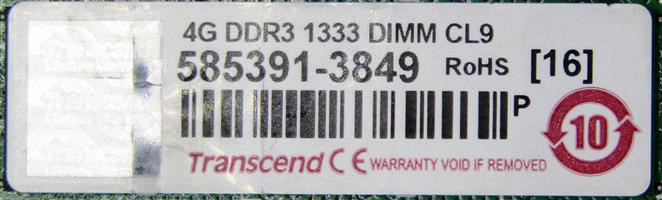 4G DDR3 1333 DIMM CL9
585391-3849 RoHS [16]
P
10
Transcend CE WARRANTY VOID IF REMOVED